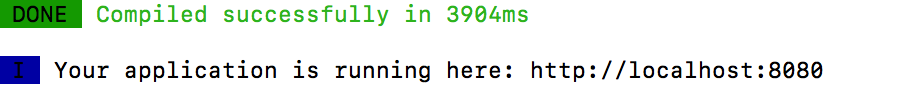 DONE Compiled successfully in 3904ms
I Your application is running here: http://localhost:8080